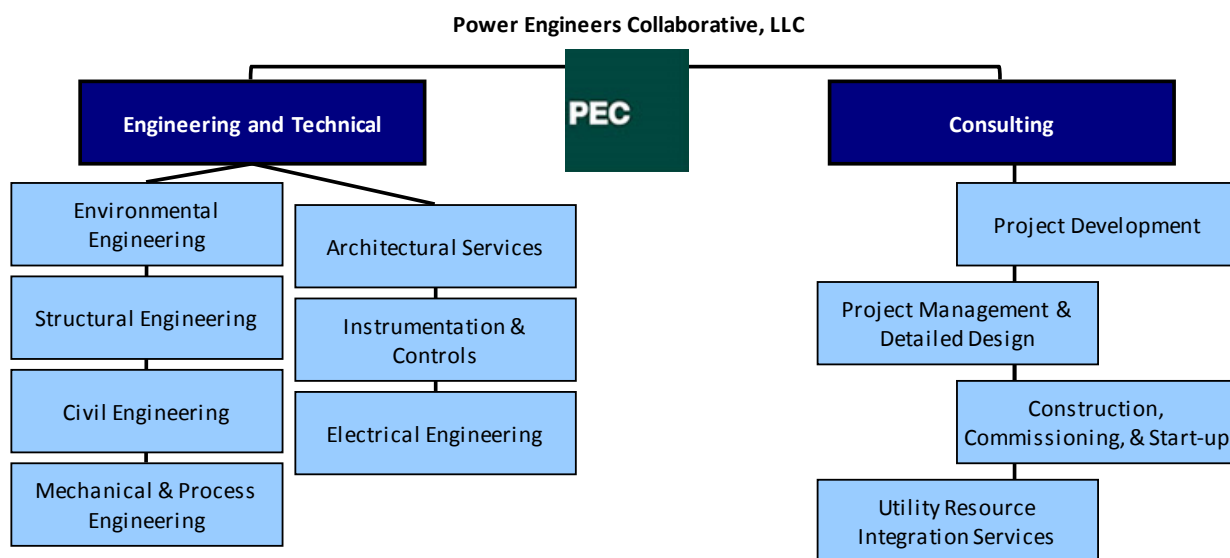 Power Engineers Collaborative, LLC
PEC
Engineering and Technical
Environmental
Engineering
Structural Engineering
Civil Engineering
Mechanical & Process
Engineering
Architectural Services
Instrumentation &
Controls
Electrical Engineering
Consulting
Project Development
Project Management &
Detailed Design
Construction,
Commissioning, & Start-up
Utility Resource
Integration Services